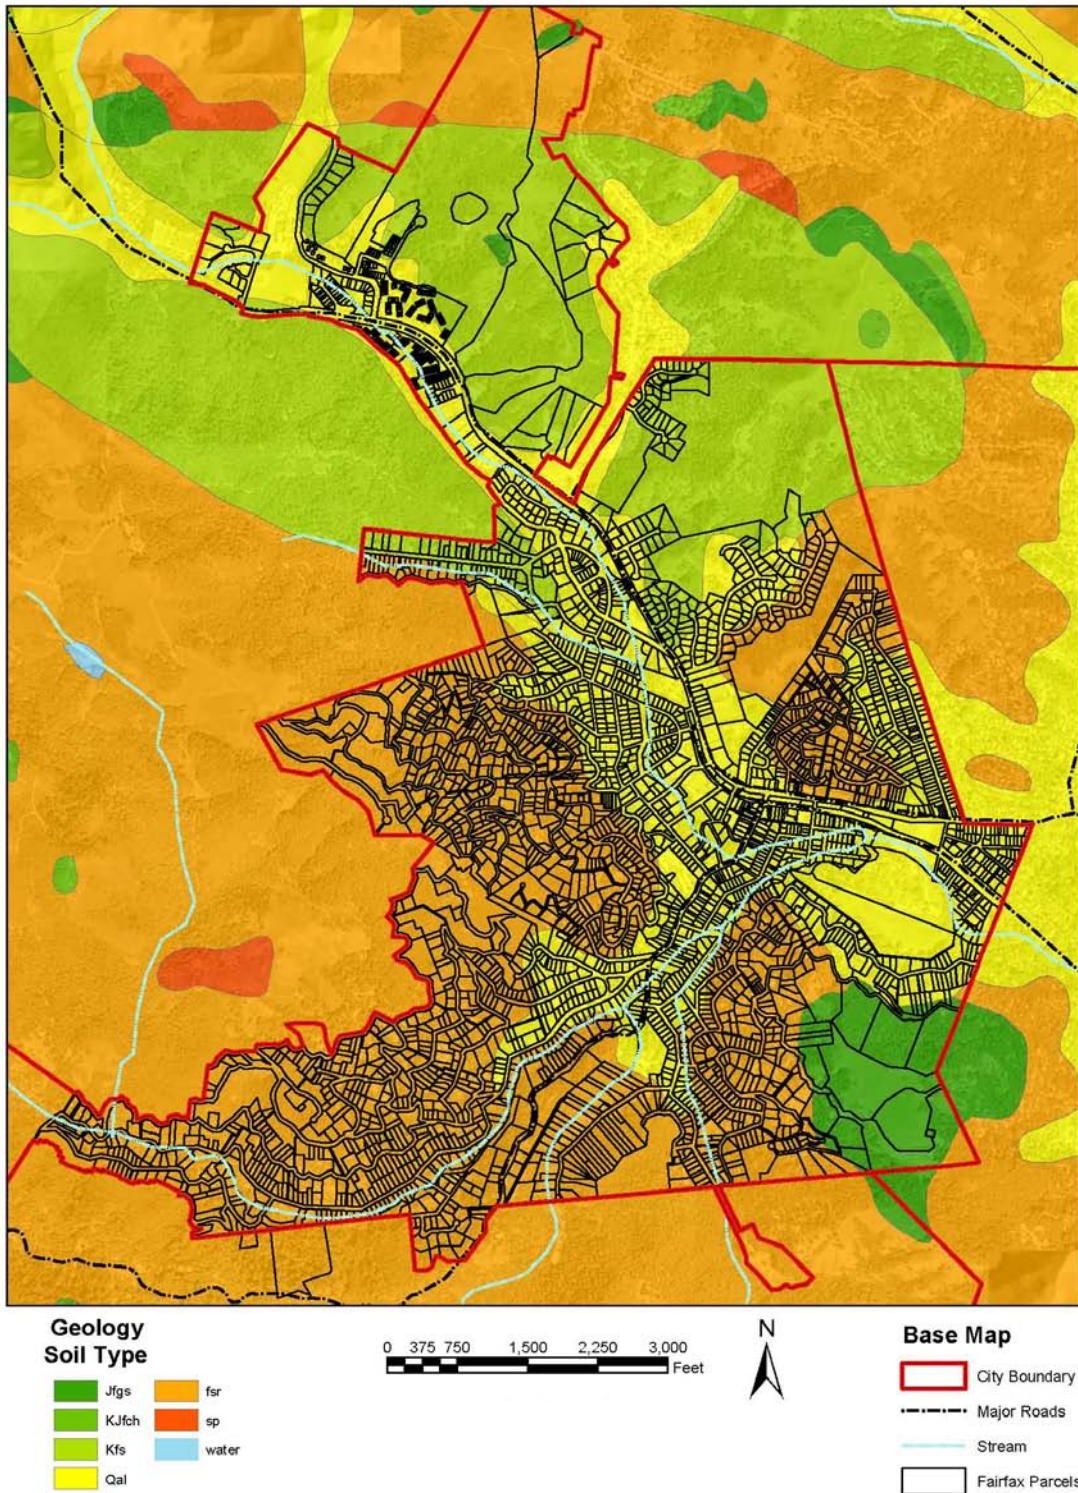 Geology
Soil Type
Jfgs
KJfch
Kfs
Qal
fsr
sp
water
0 375 750 1,500 2,250 3,000
Feet
N
Base Map
City Boundary
Major Roads
Stream
Fairfax Parcels